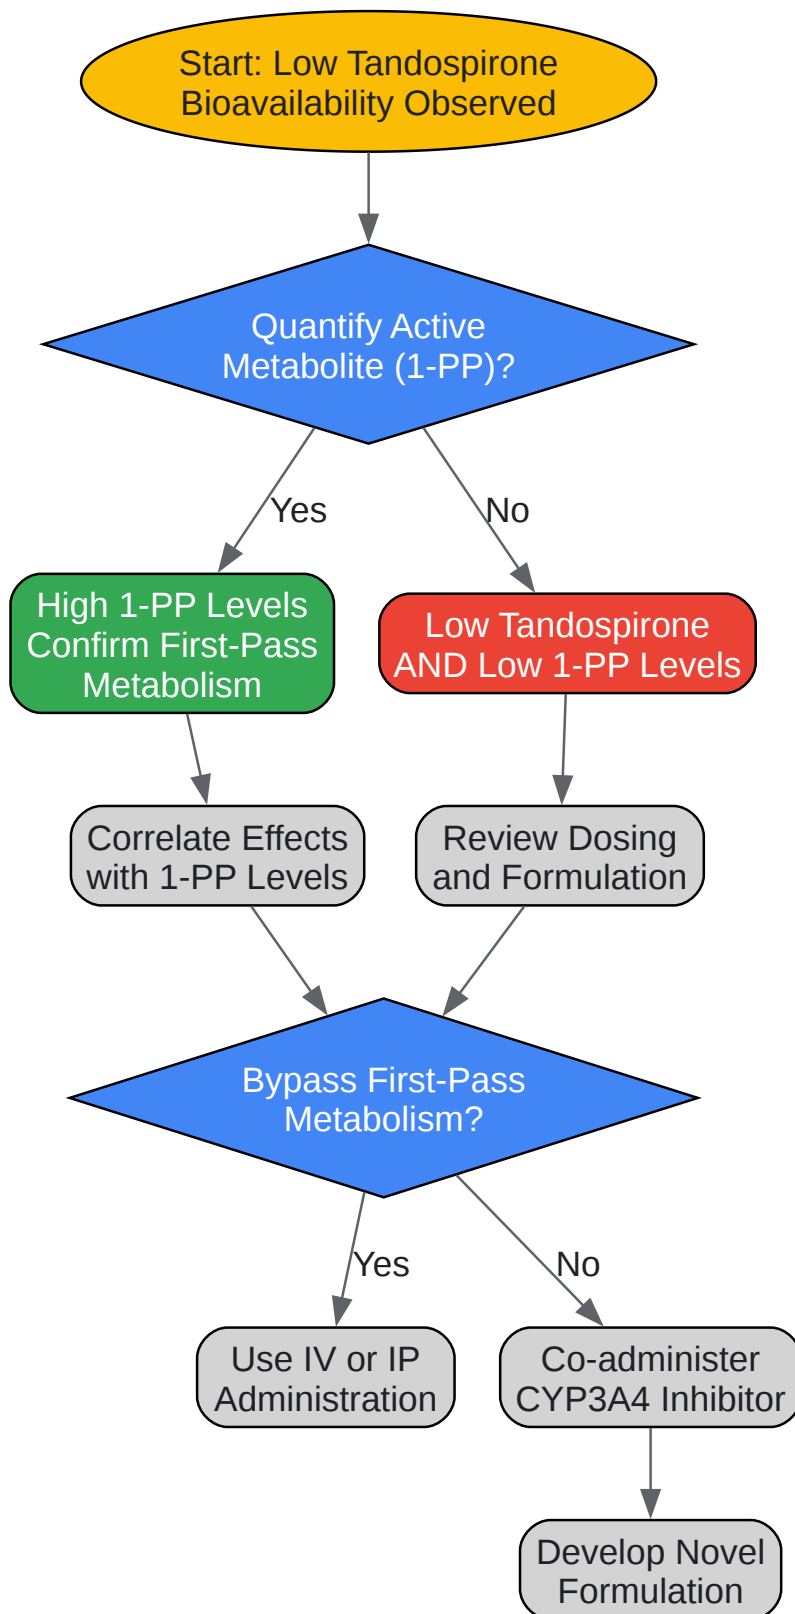 Start: Low Tandospirone
Bioavailability Observed
Quantify Active
Metabolite (1-PP)?
Yes
No
High 1-PP Levels
Confirm First-Pass
Metabolism
Low Tandospirone
AND Low 1-PP Levels
Correlate Effects
with 1-PP Levels
Review Dosing
and Formulation
Bypass First-Pass
Metabolism?
Yes
No
Use IV or IP
Administration
Co-administer
CYP3A4 Inhibitor
Develop Novel
Formulation